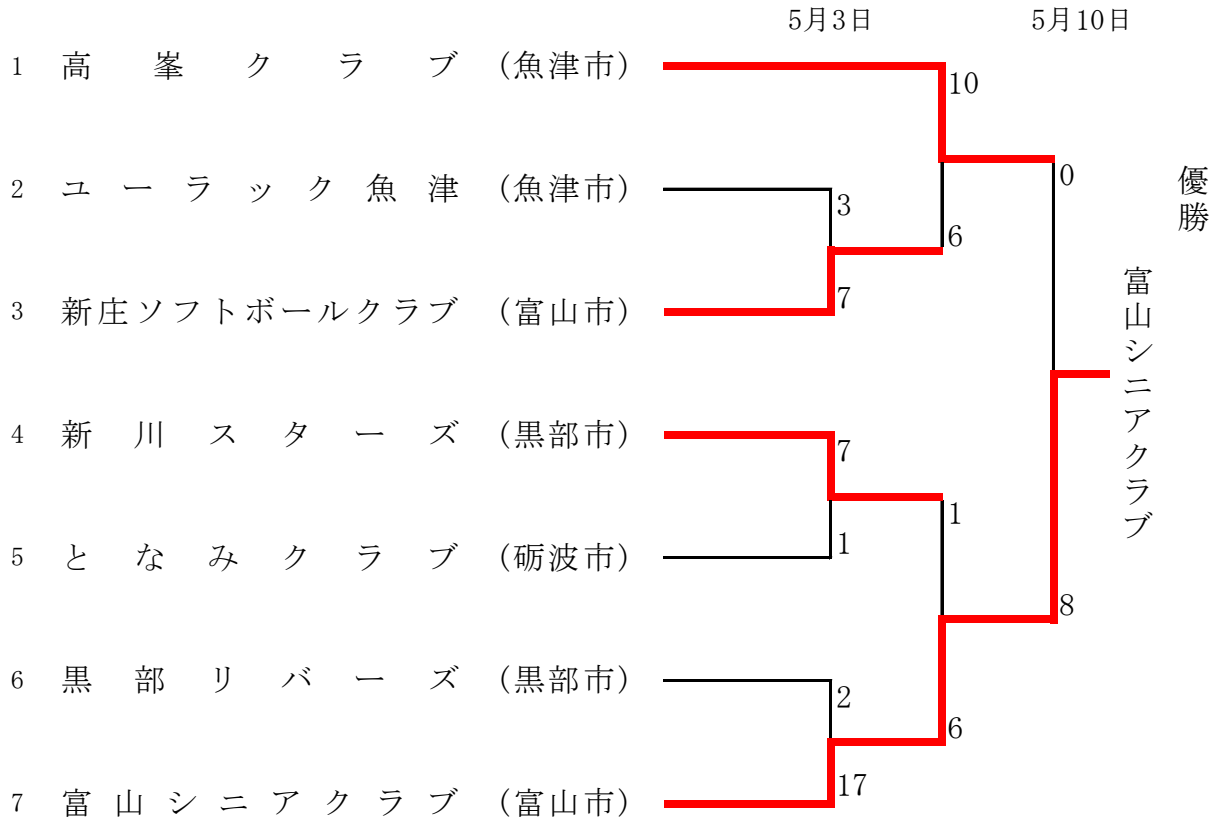 5月3日 5月10日
1 高峯クラブ (魚津市)
10
2 ユーラック魚津 (魚津市)
3
6
0
優勝
3 新庄ソフトボールクラブ (富山市)
7
富山シニアクラブ
4 新川スターズ (黒部市)
7
1
5 となみクラブ (砺波市)
1
8
6 黒部リバーズ (黒部市)
2
6
7 富山シニアクラブ (富山市)
17